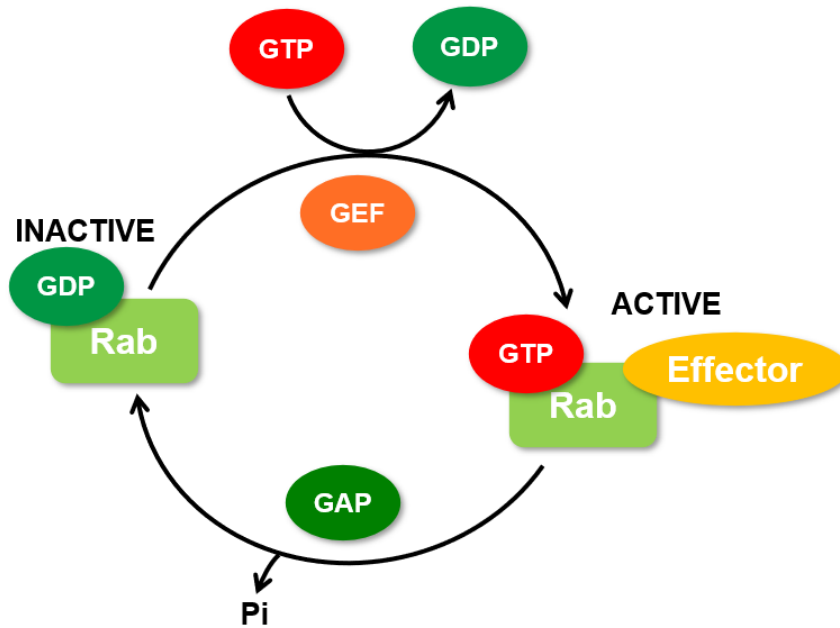 GTP
GDP
GEF
INACTIVE
GDP
Rab
ACTIVE
GTP
Rab
Effector
GAP
Pi